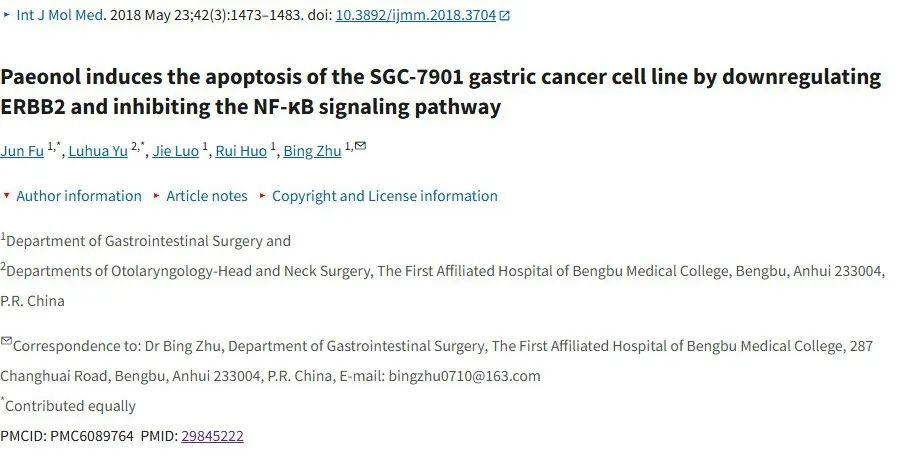 Int J Mol Med. 2018 May 23;42(3):1473–1483. doi: 10.3892/ijmm.2018.3704
Paeonol induces the apoptosis of the SGC-7901 gastric cancer cell line by downregulating
ERBB2 and inhibiting the NF-κB signaling pathway
Jun Fu 1,*, Luhua Yu 2,*, Jie Luo 1, Rui Huo 1, Bing Zhu 1,✉
Author information Article notes Copyright and License information
1Department of Gastrointestinal Surgery and
2Departments of Otolaryngology-Head and Neck Surgery, The First Affiliated Hospital of Bengbu Medical College, Bengbu, Anhui 233004,
P.R. China
✉Correspondence to: Dr Bing Zhu, Department of Gastrointestinal Surgery, The First Affiliated Hospital of Bengbu Medical College, 287
Changhuai Road, Bengbu, Anhui 233004, P.R. China, E-mail: bingzhu0710@163.com
*Contributed equally
PMCID: PMC6089764 PMID: 29845222